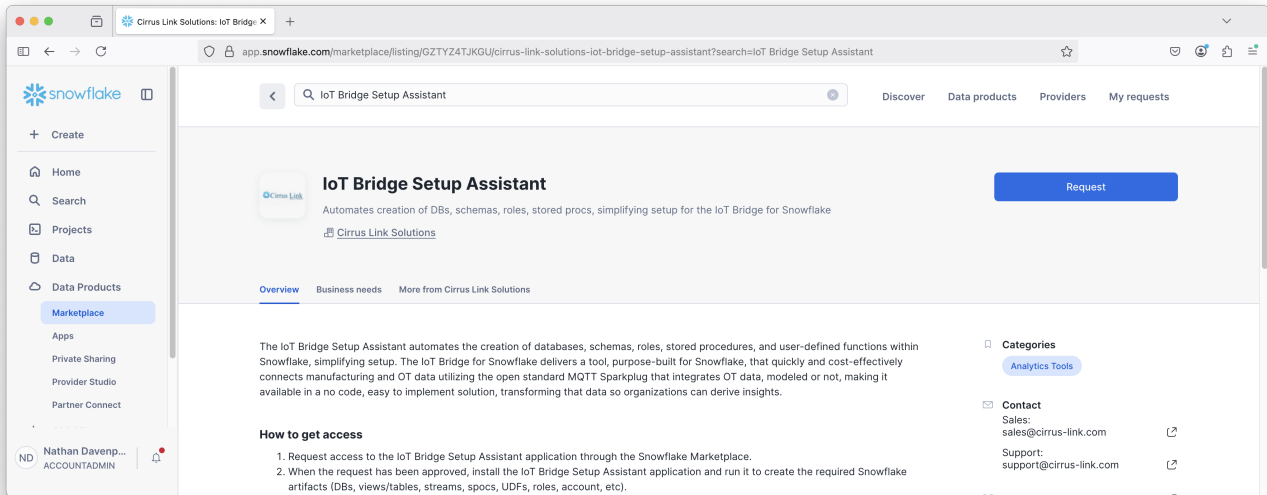 Cirrus Link Solutions: IoT Bridge
app.snowflake.com/marketplace/listing/GZTYZ4TJKGU/cirrus-link-solutions-iot-bridge-setup-assistant?search=IoT Bridge Setup Assistant
snowflake
Create
Home
Search
Projects
Data
Data Products
Marketplace
Apps
Private Sharing
Provider Studio
Partner Connect
ND
Nathan Davenp...
ACCOUNTADMIN
IoT Bridge Setup Assistant
Discover
Data products
Providers
My requests
Cirrus Link
IoT Bridge Setup Assistant
Automates creation of DBs, schemas, roles, stored procs, simplifying setup for the IoT Bridge for Snowflake
Cirrus Link Solutions
Request
Overview
Business needs
More from Cirrus Link Solutions
The IoT Bridge Setup Assistant automates the creation of databases, schemas, roles, stored procedures, and user-defined functions within
Snowflake, simplifying setup. The IoT Bridge for Snowflake delivers a tool, purpose-built for Snowflake, that quickly and cost-effectively
connects manufacturing and OT data utilizing the open standard MQTT Sparkplug that integrates OT data, modeled or not, making it
available in a no code, easy to implement solution, transforming that data so organizations can derive insights.
How to get access
1. Request access to the IoT Bridge Setup Assistant application through the Snowflake Marketplace.
2. When the request has been approved, install the IoT Bridge Setup Assistant application and run it to create the required Snowflake
artifacts (DBs, views/tables, streams, spocs, UDFs, roles, account, etc).
Categories
Analytics Tools
Contact
Sales:
sales@cirrus-link.com
Support:
support@cirrus-link.com